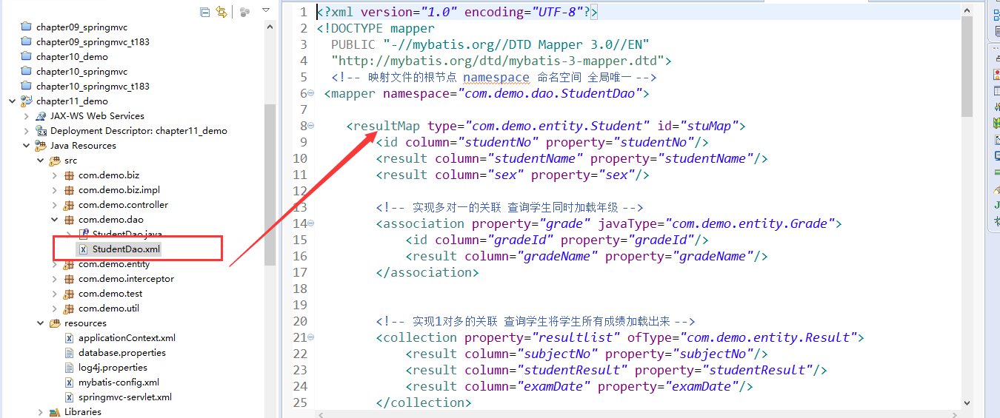 chapter09_springmvc
chapter09_springmvc_t183
chapter10_demo
chapter10_springmvc
chapter10_springmvc_t183
chapter11_demo
JAX-WS Web Services
Deployment Descriptor: chapter11_demo
Java Resources
src
com.demo.biz
com.demo.biz.impl
com.demo.controller
com.demo.dao
StudentDao.java
StudentDao.xml
com.demo.entity
com.demo.interceptor
com.demo.test
com.demo.util
resources
applicationContext.xml
database.properties
log4j.properties
mybatis-config.xml
springmvc-servlet.xml
Libraries
1 <?xml version="1.0" encoding="UTF-8"?>
2 <!DOCTYPE mapper
3 PUBLIC "-//mybatis.org//DTD Mapper 3.0//EN"
4 "http://mybatis.org/dtd/mybatis-3-mapper.dtd">
5 <!-- 映射文件的根节点 namespace 命名空间 全局唯一 -->
6 <mapper namespace="com.demo.dao.StudentDao">
7
8 <resultMap type="com.demo.entity.Student" id="stuMap">
9 <id column="studentNo" property="studentNo"/>
10 <result column="studentName" property="studentName"/>
11 <result column="sex" property="sex"/>
12
13 <!-- 实现多对一的关联 查询学生同时加载年级 -->
14 <association property="grade" javaType="com.demo.entity.Grade">
15 <id column="gradeId" property="gradeId"/>
16 <result column="gradeName" property="gradeName"/>
17 </association>
18
19
20 <!-- 实现1对多的关联 查询学生将学生所有成绩加载出来 -->
21 <collection property="resultlist" ofType="com.demo.entity.Result">
22 <result column="subjectNo" property="subjectNo"/>
23 <result column="studentResult" property="studentResult"/>
24 <result column="examDate" property="examDate"/>
25 </collection>